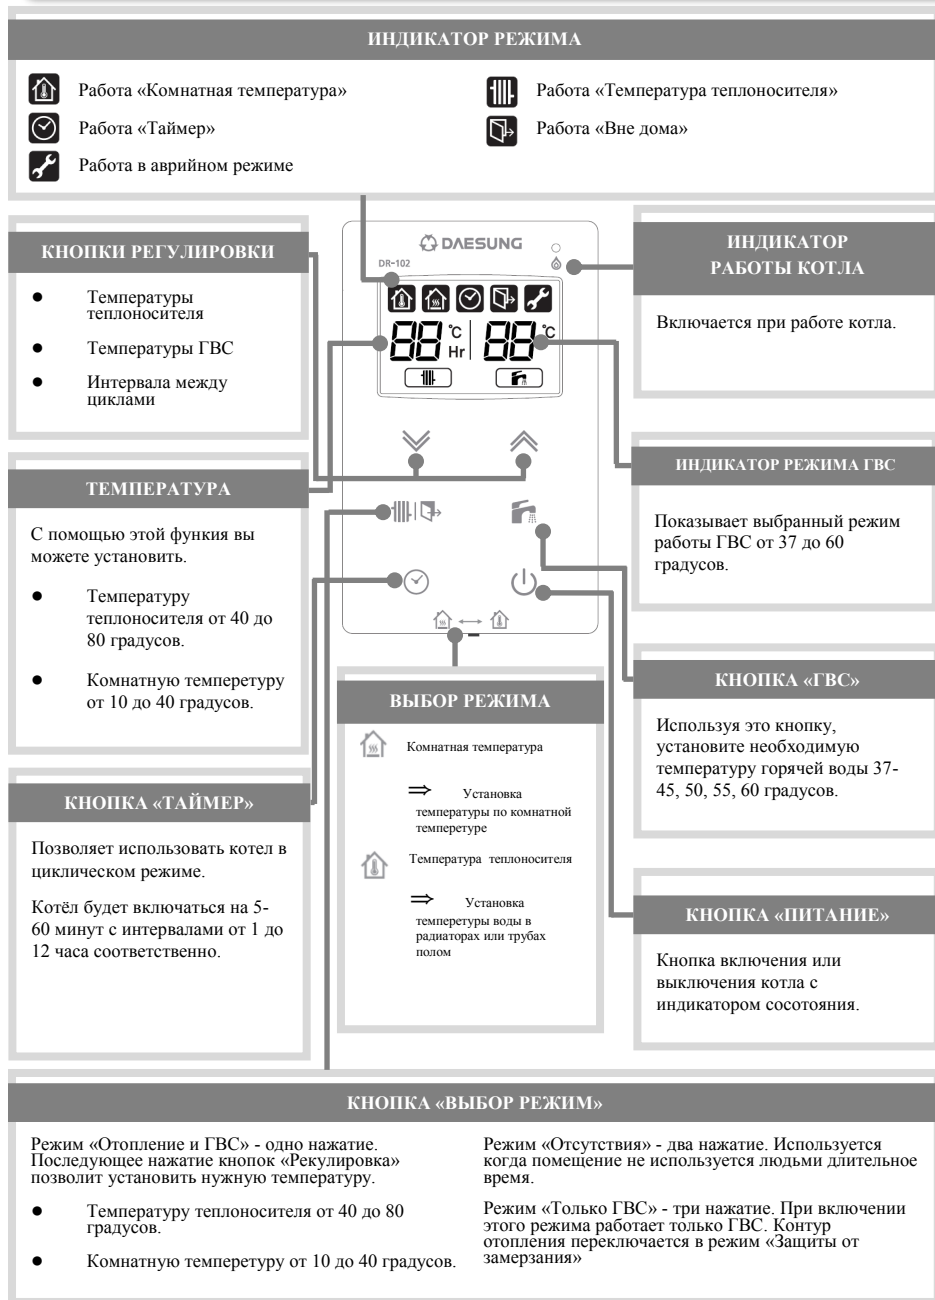 ИНДИКАТОР РЕЖИМА
Работа «Комнатная температура»
Работа «Температура теплоносителя»
Работа «Таймер»
Работа «Вне дома»
Работа в аврийном режиме
КНОПКИ РЕГУЛИРОВКИ
● Температуры
теплоносителя
● Температуры ГВС
● Интервала между
циклами
DAESUNG
DR-102
88 °C
Hr
88 °C
ИНДИКАТОР
РАБОТЫ КОТЛА
Включается при работе котла.
ТЕМПЕРАТУРА
С помощью этой функия вы
можете установить.
● Температуру
теплоносителя от 40 до
80 градусов.
● Комнатную темперетуру
от 10 до 40 градусов.
ИНДИКАТОР РЕЖИМА ГВС
Показывает выбранный режим
работы ГВС от 37 до 60
градусов.
КНОПКА «ТАЙМЕР»
Позволяет использовать котел в
циклическом режиме.
Котёл будет включаться на 5-
60 минут с интервалами от 1 до
12 часа соответственно.
ВЫБОР РЕЖИМА
Комнатная температура
⇒ Установка
температуры по комнатной
темперетуре
Температура теплоносителя
⇒ Установка
темперетуры воды в
радиаторах или трубах
полом
КНОПКА «ГВС»
Используя это кнопку,
установите необходимую
температуру горячей воды 37-
45, 50, 55, 60 градусов.
КНОПКА «ПИТАНИЕ»
Кнопка включения или
выключения котла с
индикатором сосотояния.
КНОПКА «ВЫБОР РЕЖИМ»
Режим «Отопление и ГВС» - одно нажатие.
Последующее нажатие кнопок «Рекулировка»
позволит установить нужную температуру.
● Температуру теплоносителя от 40 до 80
градусов.
● Комнатную темперетуру от 10 до 40 градусов.
Режим «Отсутствия» - два нажатие. Используется
когда помещение не используется людьми длительное
время.
Режим «Только ГВС» - три нажатие. При включении
этого режима работает только ГВС. Контур
отопления переключается в режим «Защиты от
замерзания»